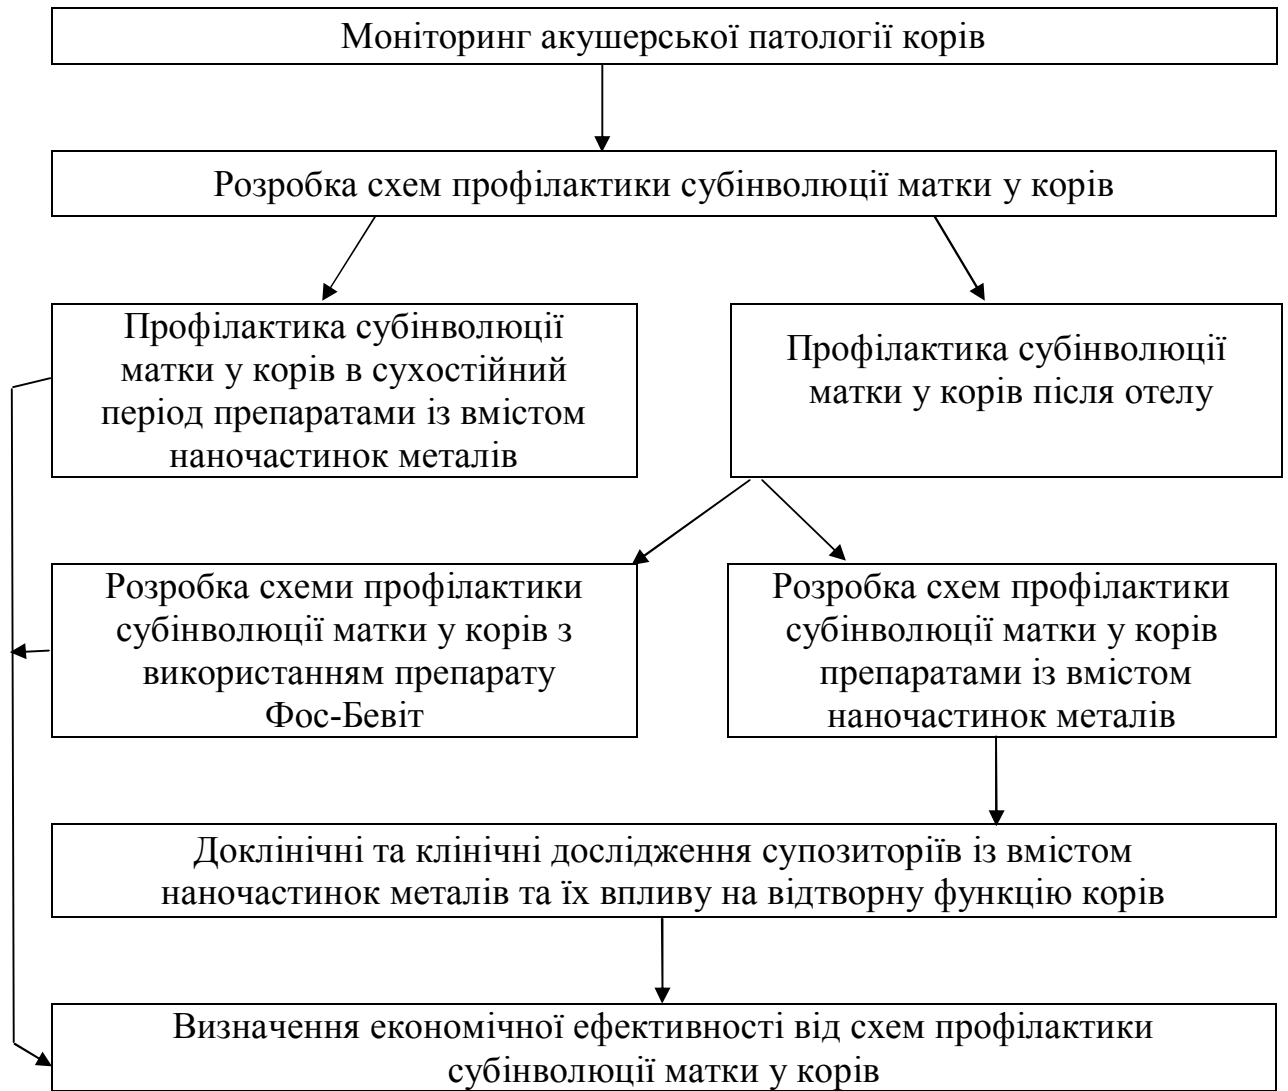 Моніторинг акушерської патології корів
Розробка схем профілактики субінволюції матки у корів
Профілактика субінволюції
матки у корів в сухостійний
період препаратами із вмістом
наночастинок металів
Профілактика субінволюції
матки у корів після отелу
Розробка схеми профілактики
субінволюції матки у корів з
використанням препарату
Фос-Бевіт
Розробка схем профілактики
субінволюції матки у корів
препаратами із вмістом
наночастинок металів
Доклінічні та клінічні дослідження супозиторіїв із вмістом
наночастинок металів та їх впливу на відтворну функцію корів
Визначення економічної ефективності від схем профілактики
субінволюції матки у корів